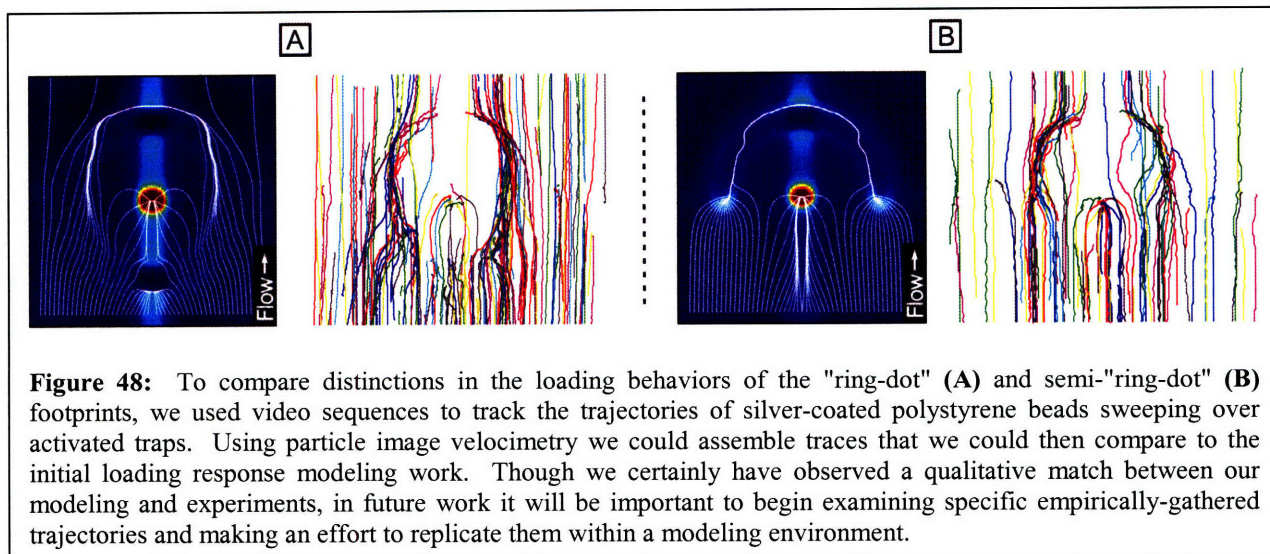 A
B
Flow →
Flow →
Figure 48: To compare distinctions in the loading behaviors of the "ring-dot" (A) and semi-"ring-dot" (B)
footprints, we used video sequences to track the trajectories of silver-coated polystyrene beads sweeping over
activated traps. Using particle image velocimetry we could assemble traces that we could then compare to the
initial loading response modeling work. Though we certainly have observed a qualitative match between our
modeling and experiments, in future work it will be important to begin examining specific empirically-gathered
trajectories and making an effort to replicate them within a modeling environment.